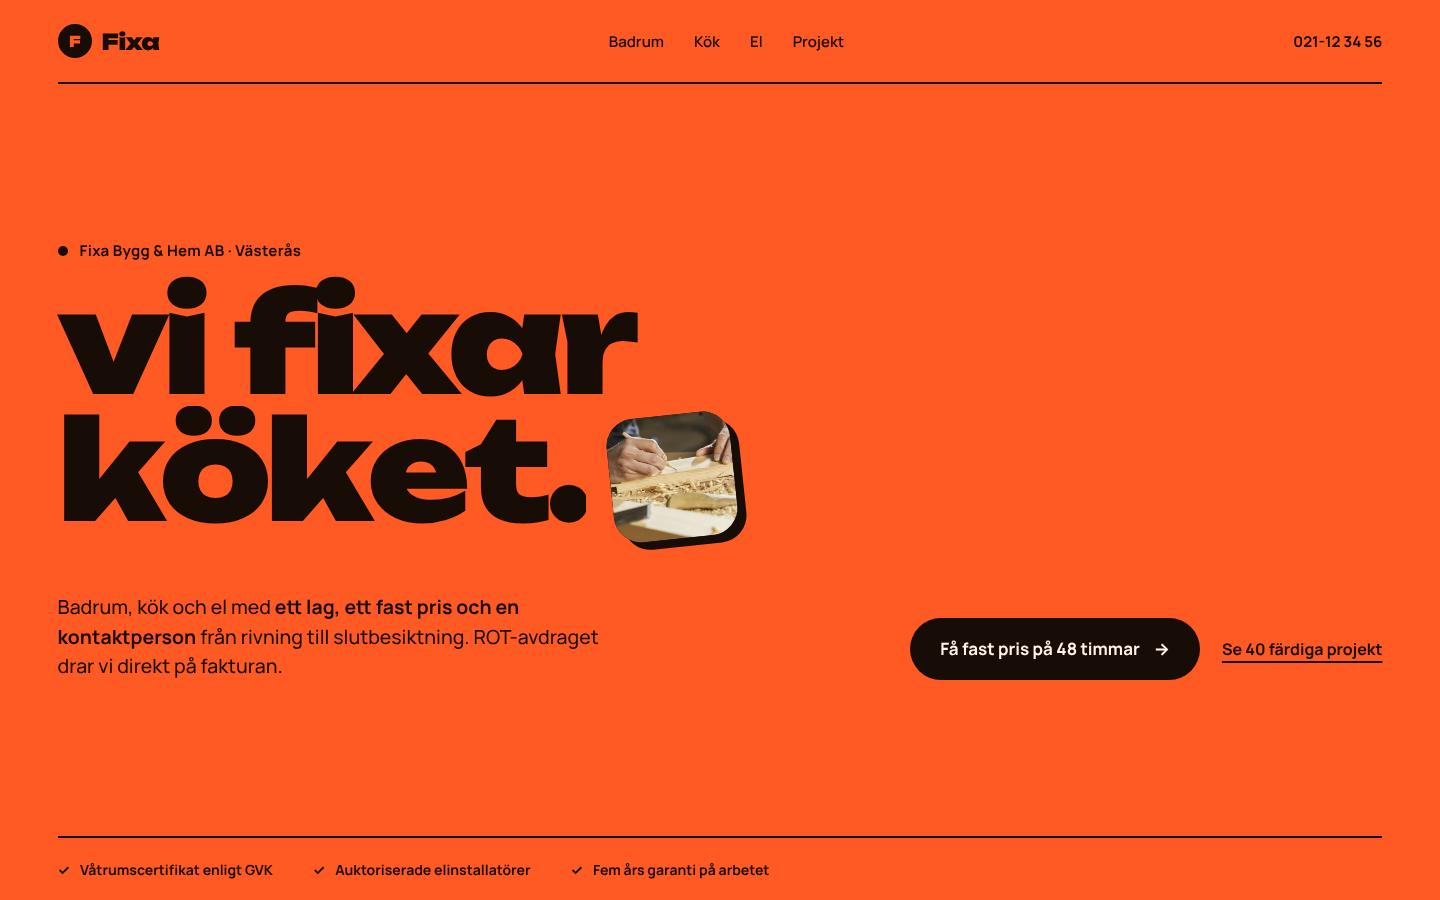 F Fixa
Badrum Kök El Projekt
021-12 34 56
Fixa Bygg & Hem AB · Västerås
vi fixar
köket.
Badrum, kök och el med ett lag, ett fast pris och en
kontaktperson från rivning till slutbesiktning. ROT-avdraget
drar vi direkt på fakturan.
Få fast pris på 48 timmar →
Se 40 färdiga projekt
✓ Våtrumscertifikat enligt GVK
✓ Auktoriserade elinstallatörer
✓ Fem års garanti på arbetet